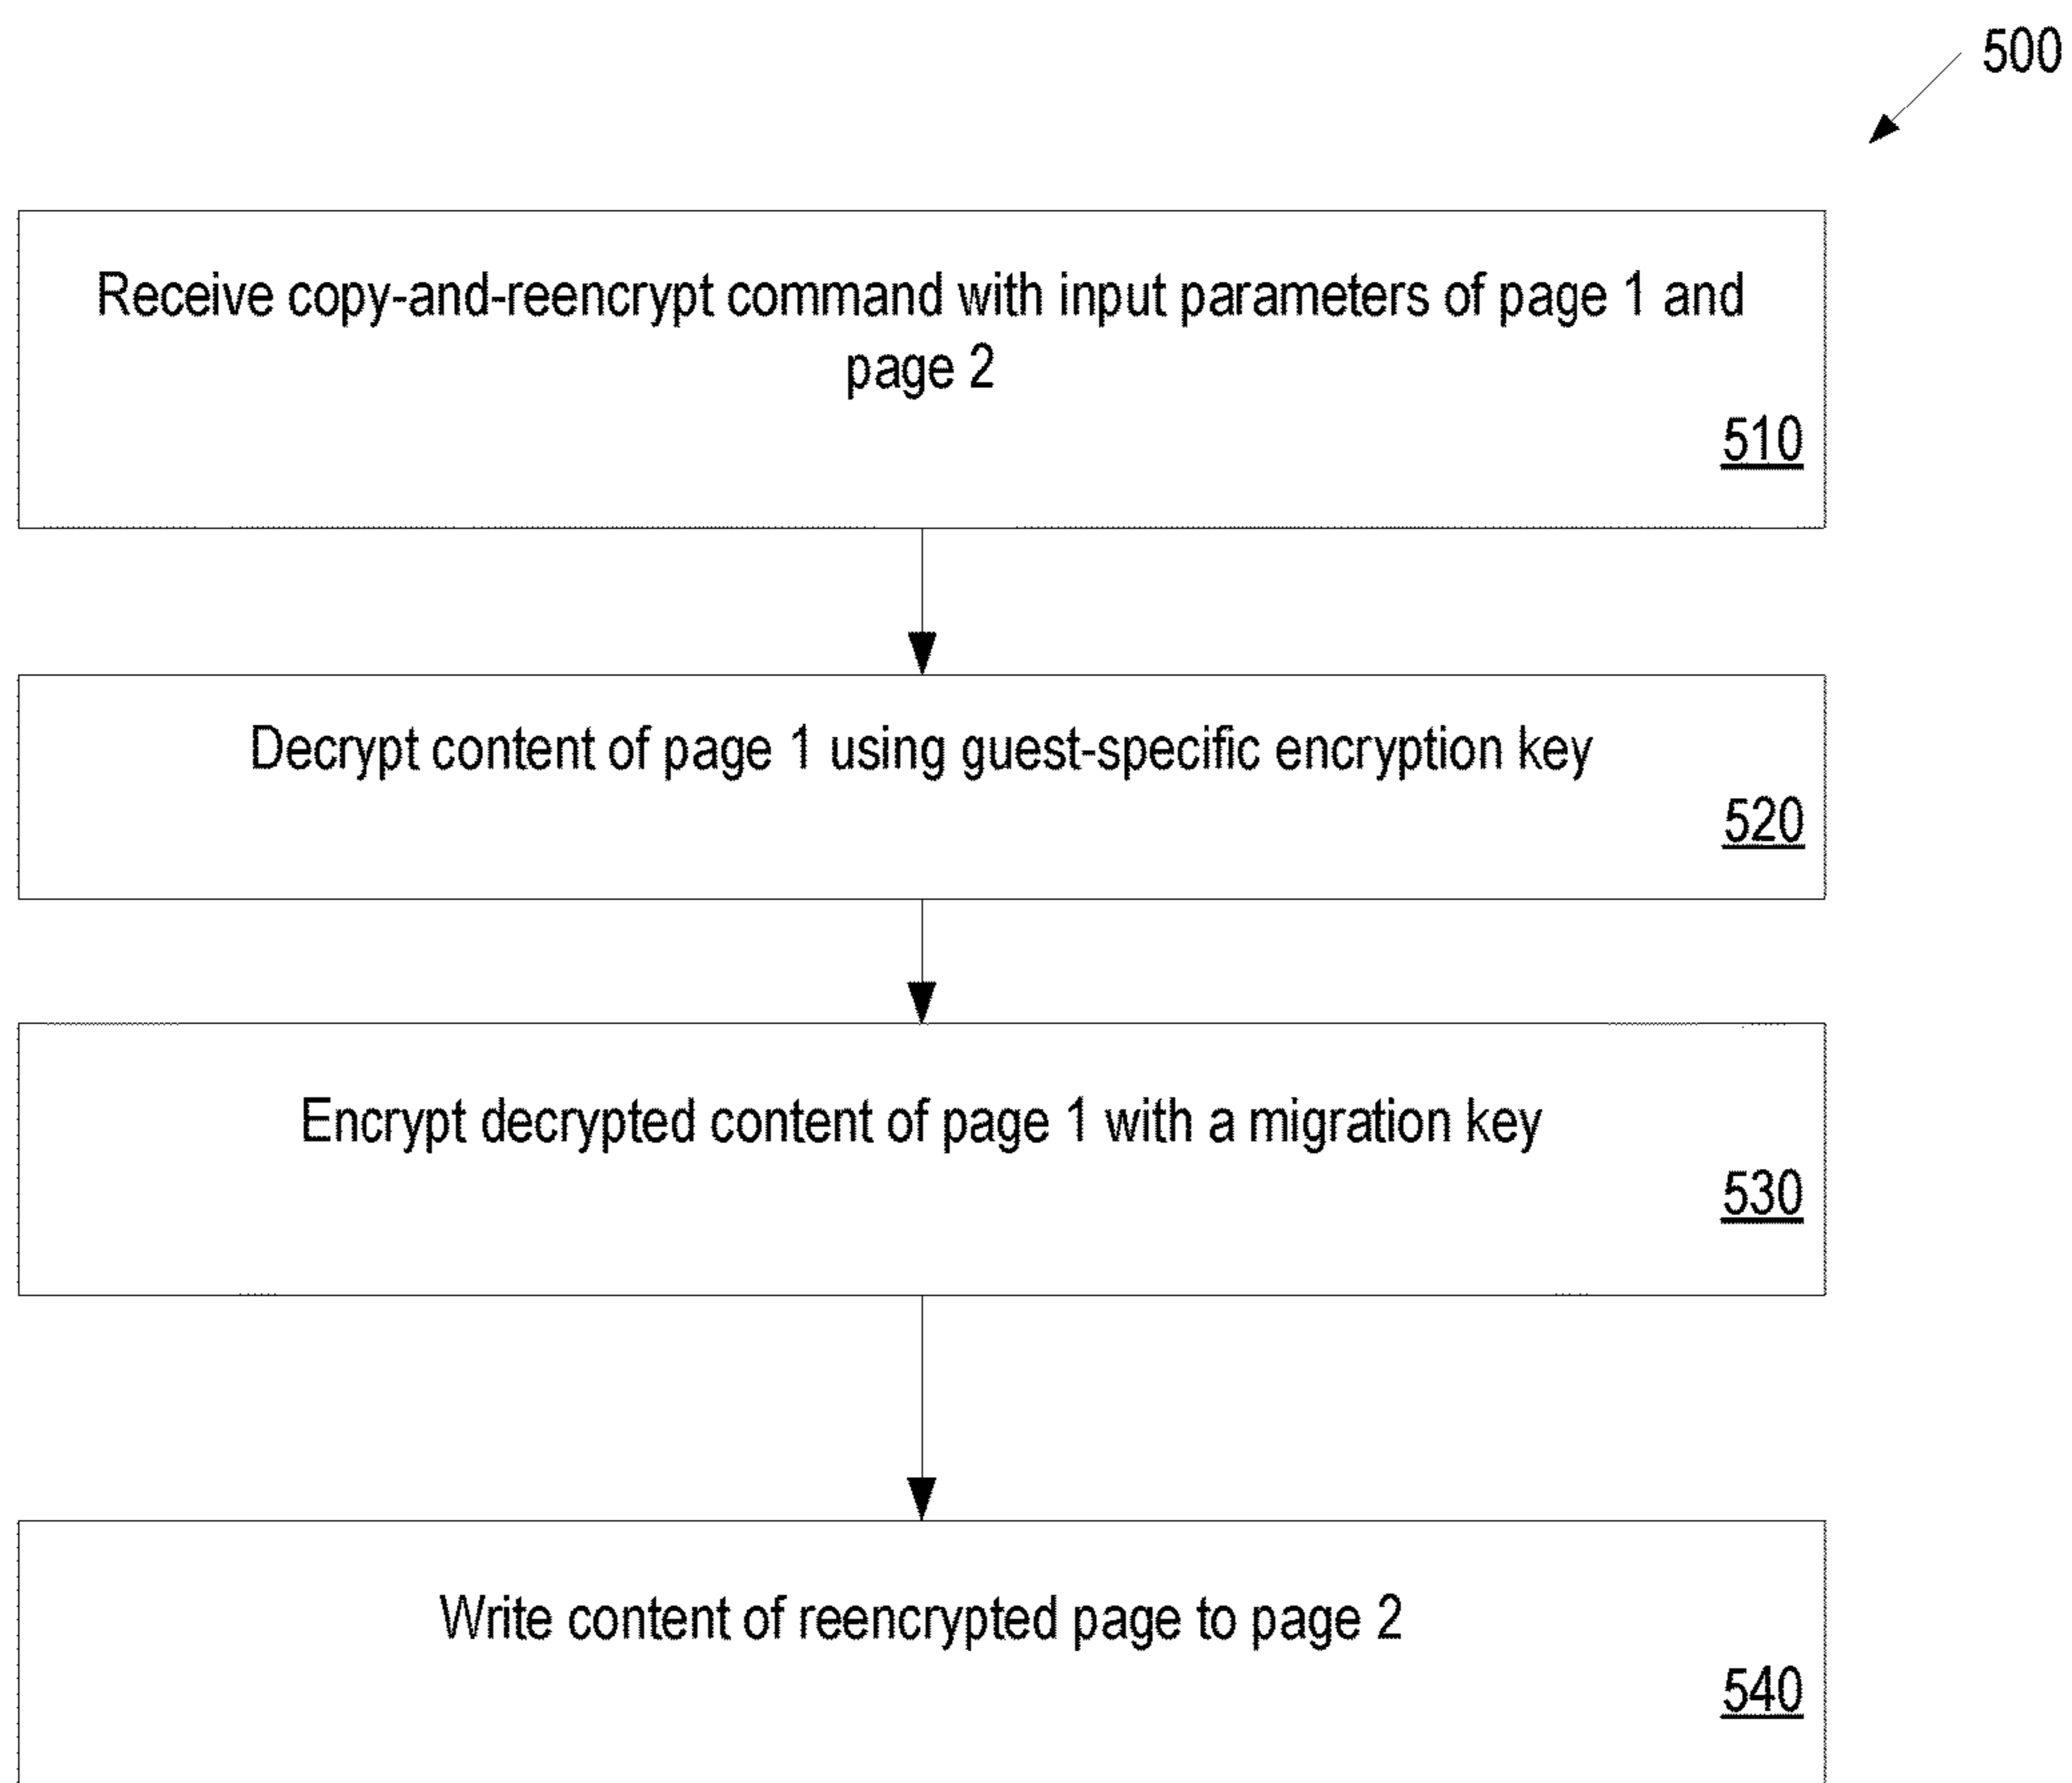 500
Receive copy-and-reencrypt command with input parameters of page 1 and
page 2
510
Decrypt content of page 1 using guest-specific encryption key
520
Encrypt decrypted content of page 1 with a migration key
530
Write content of reencrypted page to page 2
540